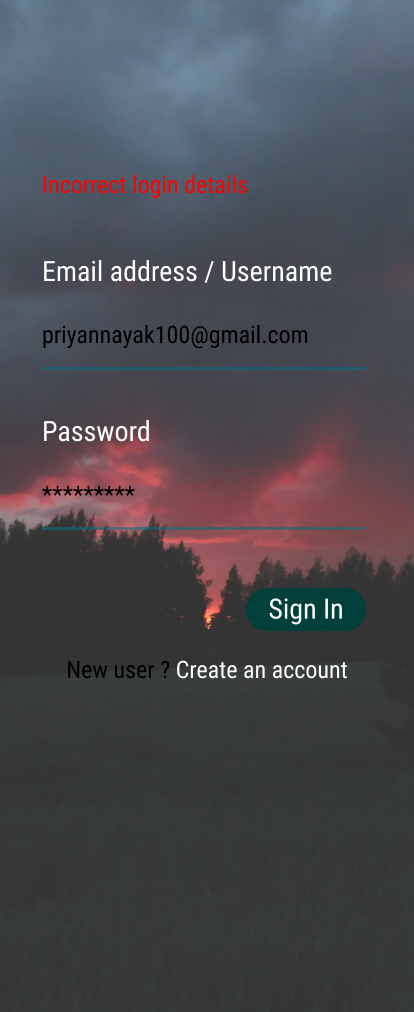 Incorrect login details
Email address / Username
priyannayak100@gmail.com
Password
*********
Sign In
New user ? Create an account